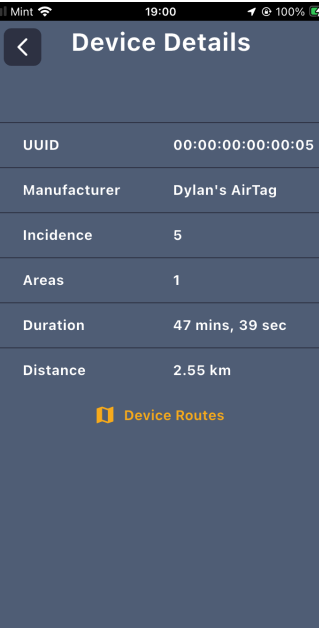 Mint 19:00 100%
Device Details
UUID 00:00:00:00:00:05
Manufacturer Dylan's AirTag
Incidence 5
Areas 1
Duration 47 mins, 39 sec
Distance 2.55 km
Device Routes